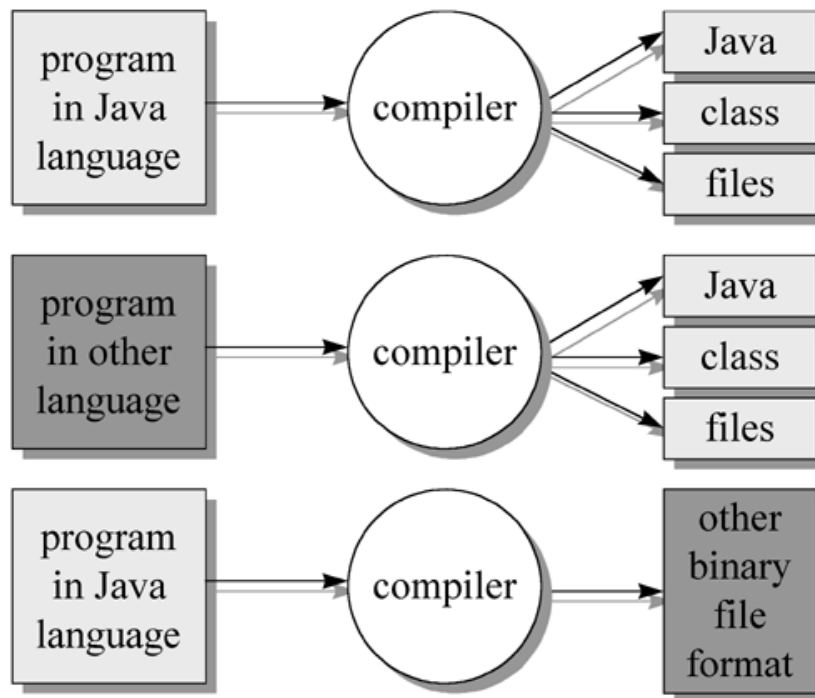 program
in Java
language
compiler
Java
class
files
program
in other
language
compiler
Java
class
files
program
in Java
language
compiler
other
binary
file
format